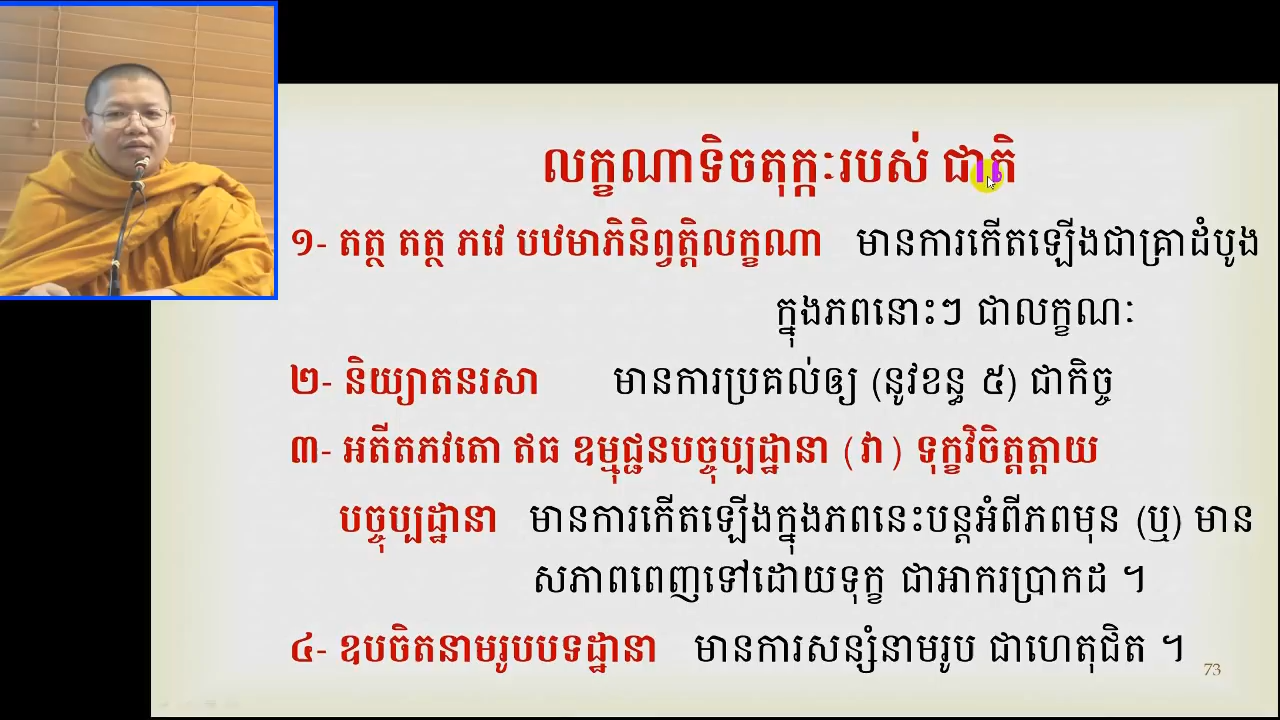 លក្ខណាទិចតុក្កៈរបស់ ជាតិ
១- តត្ថ តត្ថ ភវេ បឋមាភិនិព្វត្តិលក្ខណា មានការកើតឡើងជាគ្រាដំបូង
ក្នុងភពនោះៗ ជាលក្ខណៈ
២- និយ្យាតនរសា មានការប្រគល់ឲ្យ (នូវខន្ធ ៥) ជាកិច្ច
៣- អតីតភវតោ ឥធ ឧម្មុជ្ជនបច្ចុប្បដ្ឋានា (វា) ទុក្ខវិចិត្តត្តាយ
បច្ចុប្បដ្ឋានា មានការកើតឡើងក្នុងភពនេះបន្តអំពីភពមុន (ឬ) មាន
សភាពពេញទៅដោយទុក្ខ ជាអាករប្រាកដ ។
៤- ឧបចិតនាមរូបបទដ្ឋានា មានការសន្សំនាមរូប ជាហេតុជិត ។
73